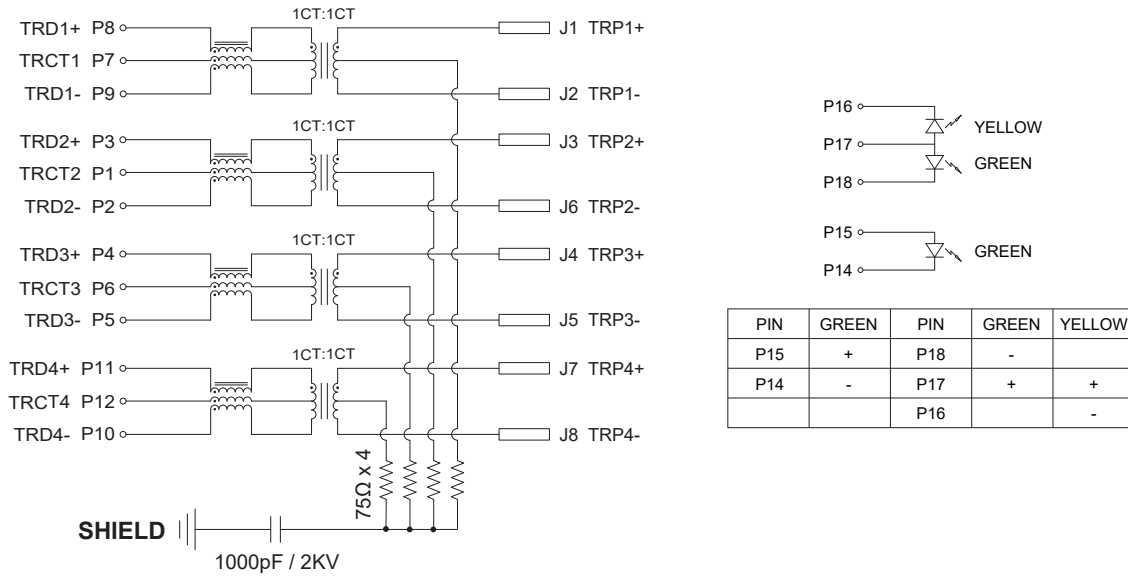 1CT:1CT
TRD1+ P8
J1 TRP1+
TRCT1 P7
TRD1- P9
J2 TRP1-
1CT:1CT
TRD2+ P3
J3 TRP2+
TRCT2 P1
TRD2- P2
J6 TRP2-
1CT:1CT
TRD3+ P4
J4 TRP3+
TRCT3 P6
TRD3- P5
J5 TRP3-
1CT:1CT
TRD4+ P11
J7 TRP4+
TRCT4 P12
TRD4- P10
J8 TRP4-
75Ω x 4
SHIELD
1000pF / 2KV
P16
YELLOW
P17
GREEN
P18
P15
GREEN
P14
PIN GREEN PIN GREEN YELLOW
P15 + P18 -
P14 - P17 + +
P16 -